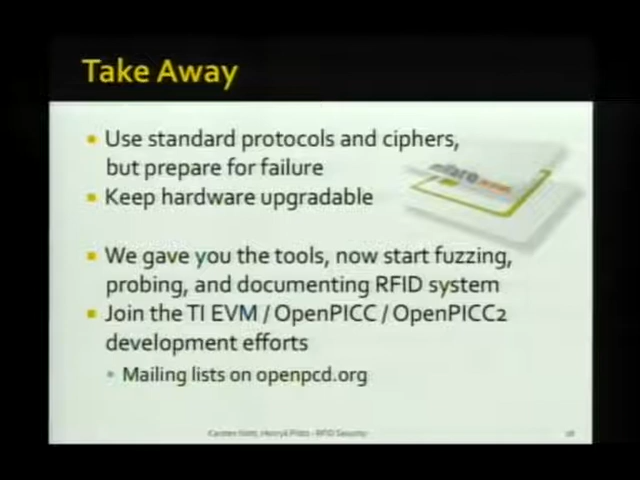 Take Away
Use standard protocols and ciphers,
but prepare for failure
Keep hardware upgradable
We gave you the tools, now start fuzzing,
probing, and documenting RFID system
Join the TI EVM / OpenPICC / OpenPICC2
development efforts
Mailing lists on openpcd.org
Karsten Nohl, Henryk Plötz - RFID Security